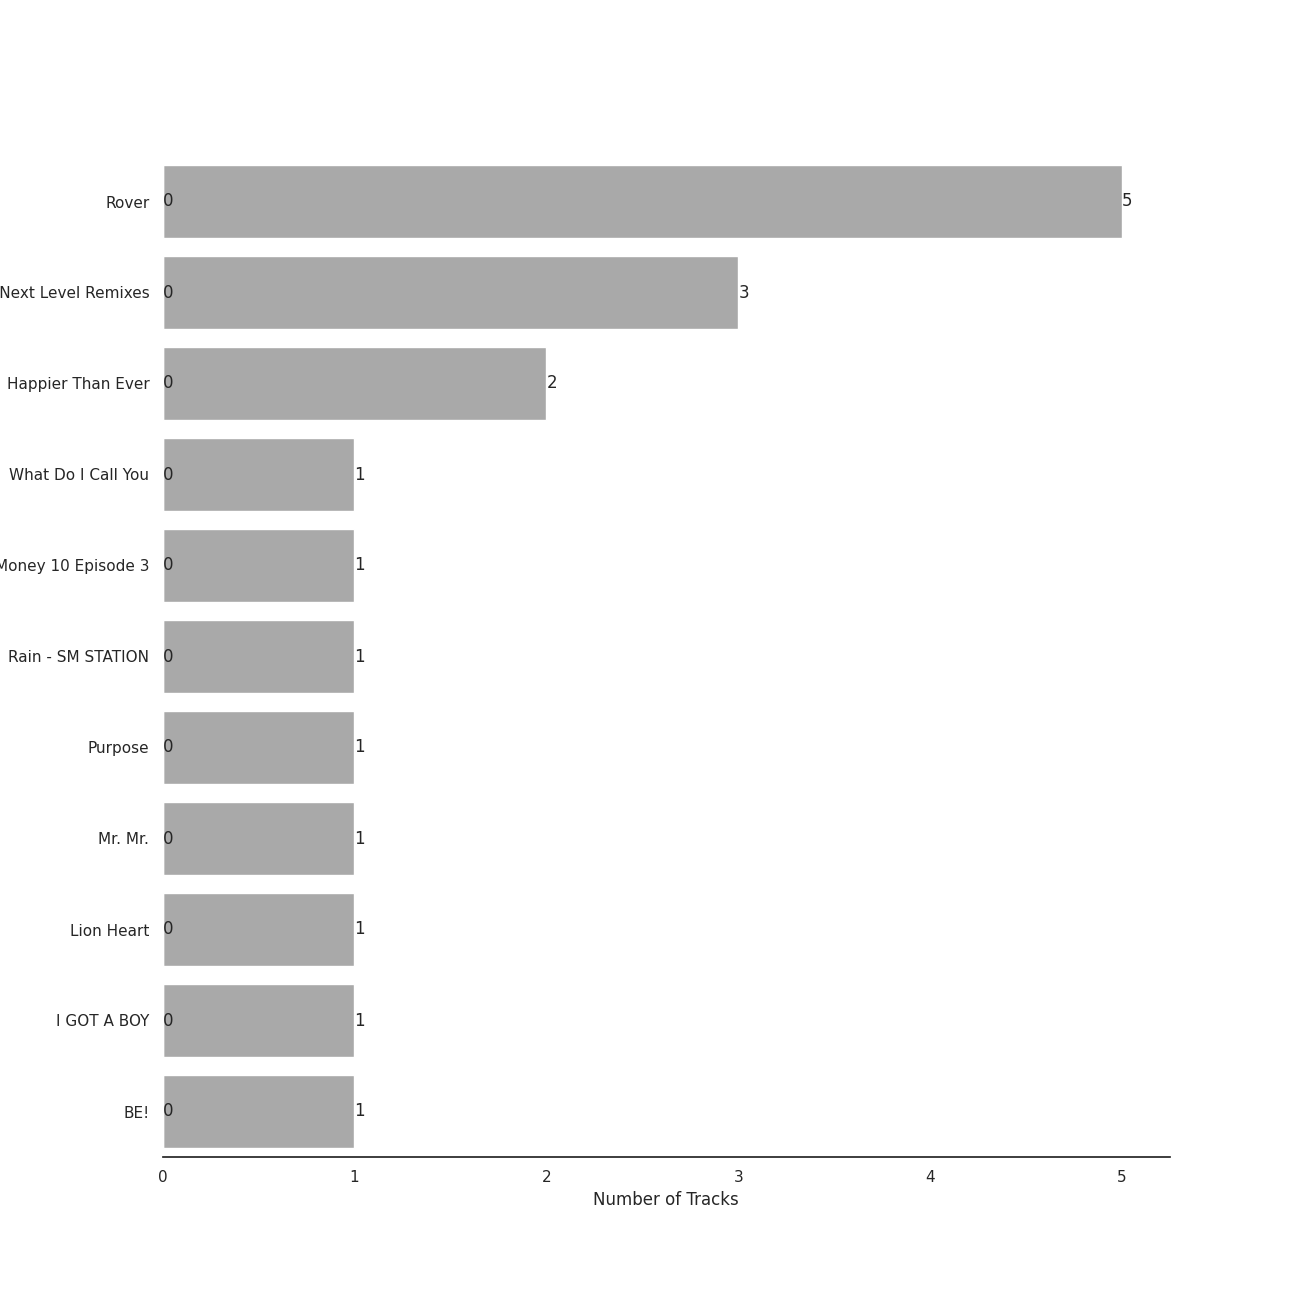 Rover 0 5
Next Level Remixes 0 3
Happier Than Ever 0 2
What Do I Call You 0 1
Money 10 Episode 3 0 1
Rain - SM STATION 0 1
Purpose 0 1
Mr. Mr. 0 1
Lion Heart 0 1
I GOT A BOY 0 1
BE! 0 1
0 1 2 3 4 5
Number of Tracks